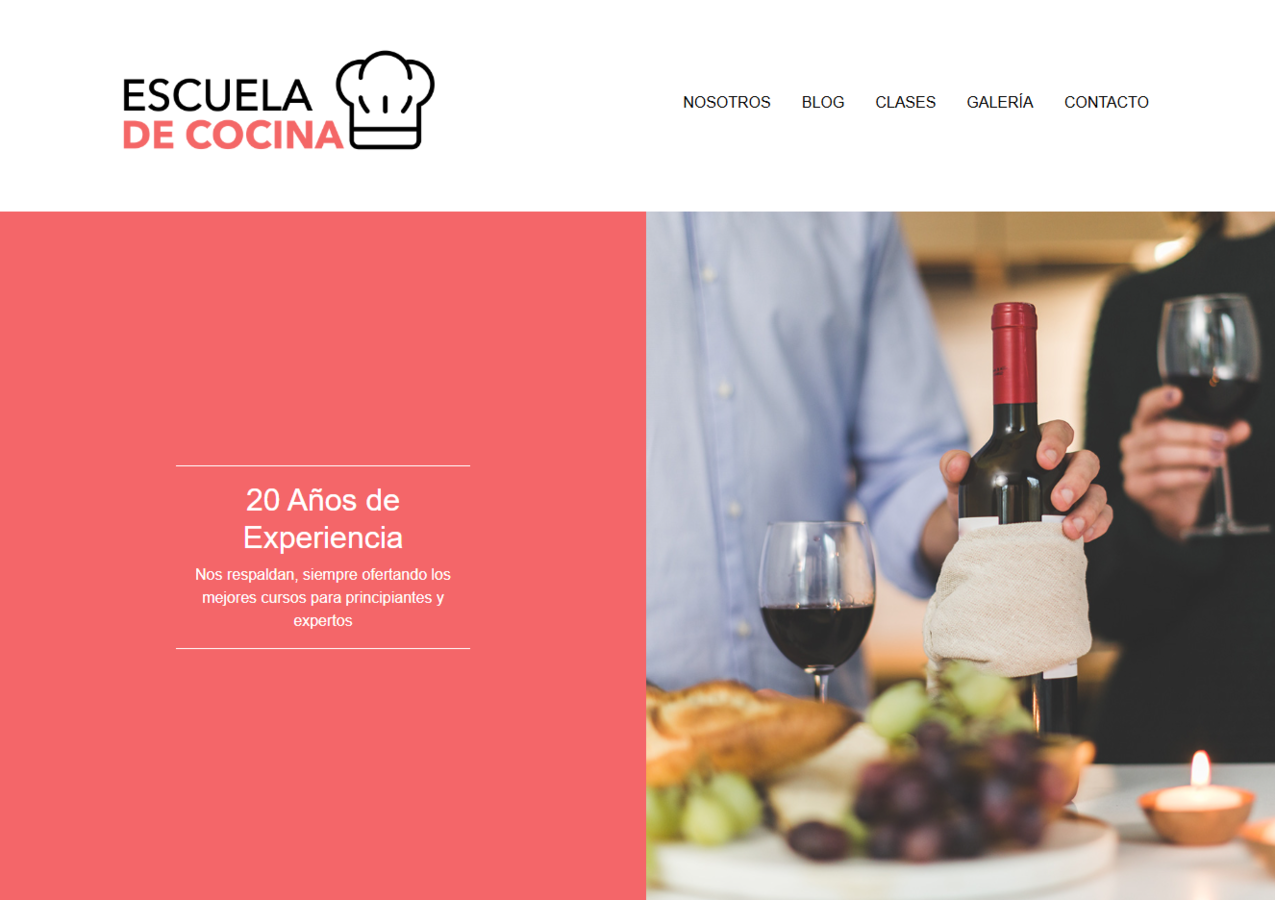 ESCUELA
DE COCINA
NOSOTROS BLOG CLASES GALERÍA CONTACTO
20 Años de
Experiencia
Nos respaldan, siempre ofertando los
mejores cursos para principiantes y
expertos